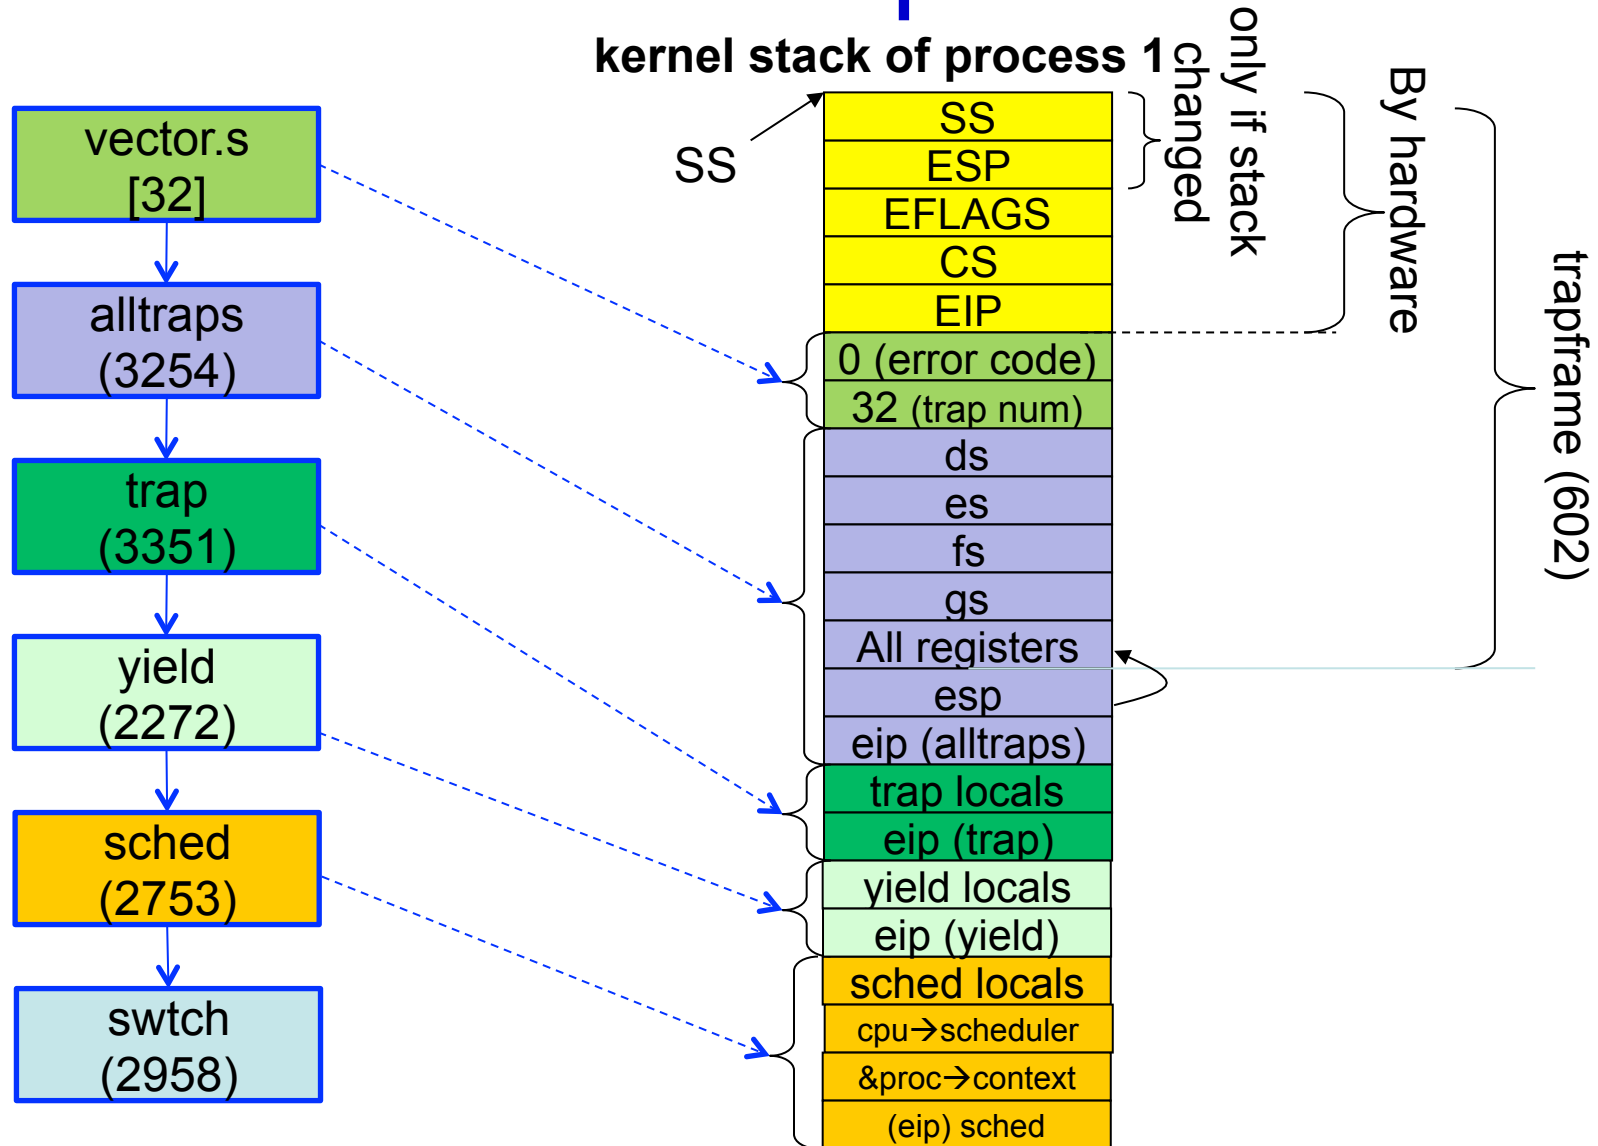 kernel stack of process 1
vector.s
[32]
alltraps
(3254)
trap
(3351)
yield
(2272)
sched
(2753)
swtch
(2958)
SS
SS
ESP
EFLAGS
CS
EIP
0 (error code)
32 (trap num)
ds
es
fs
gs
All registers
esp
eip (alltraps)
trap locals
eip (trap)
yield locals
eip (yield)
sched locals
cpu→scheduler
&proc→context
(eip) sched
only if stack
changed
By hardware
trapframe (602)